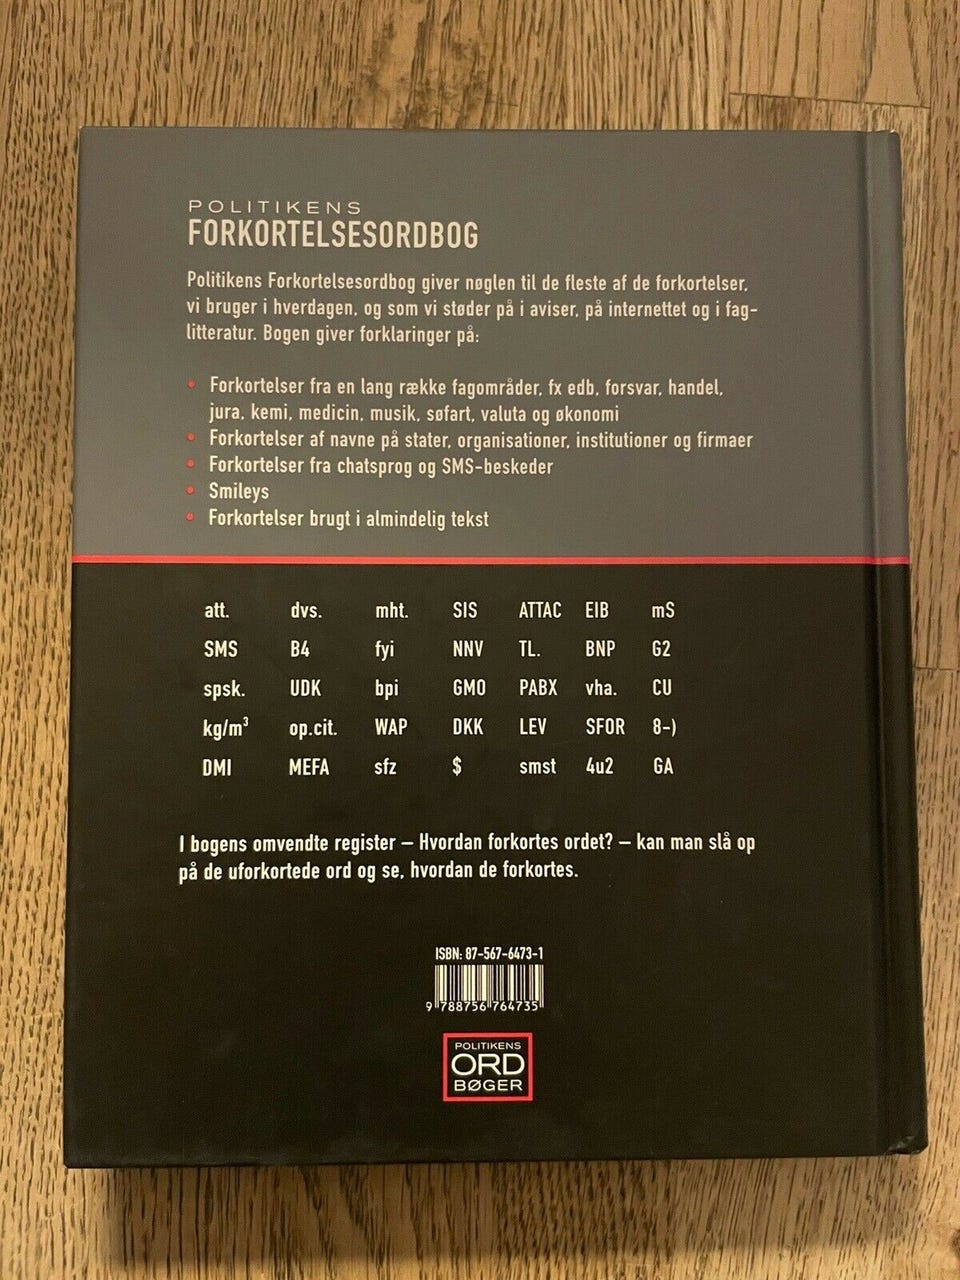 POLITIKENS
FORKORTELSESORDBOG
Politikens Forkortelsesordbog giver nøglen til de fleste af de forkortelser,
vi bruger i hverdagen, og som vi støder på i aviser, på internettet og i fag-
litteratur. Bogen giver forklaringer på:
• Forkortelser fra en lang række fagområder, fx edb, forsvar, handel,
jura, kemi, medicin, musik, søfart, valuta og økonomi
• Forkortelser af navne på stater, organisationer, institutioner og firmaer
• Forkortelser fra chatsprog og SMS-beskeder
• Smileys
• Forkortelser brugt i almindelig tekst
att. dvs. mht. SIS ATTAC EIB mS
SMS B4 fyi NNV TL. BNP G2
spsk. UDK bpi GMO PABX vha. CU
kg/m³ op.cit. WAP DKK LEV SFOR 8-)
DMI MEFA sfz $ smst 4u2 GA
I bogens omvendte register – Hvordan forkortes ordet? – kan man slå op
på de uforkortede ord og se, hvordan de forkortes.
ISBN: 87-567-6473-1
9 788756 764735
POLITIKENS
ORD
BØGER